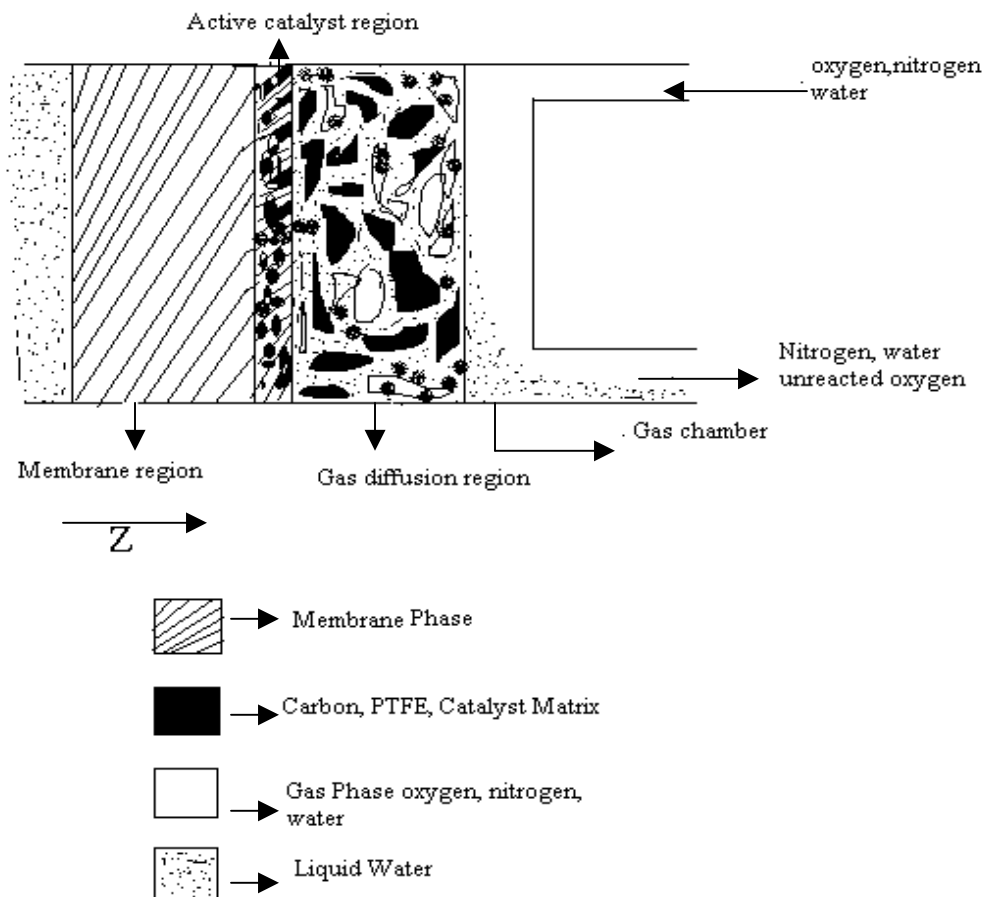 Active catalyst region
oxygen,nitrogen
water
Nitrogen, water
unreacted oxygen
. Gas chamber
Membrane region
Gas diffusion region
Z
Membrane Phase
Carbon, PTFE, Catalyst Matrix
Gas Phase oxygen, nitrogen,
water
Liquid Water